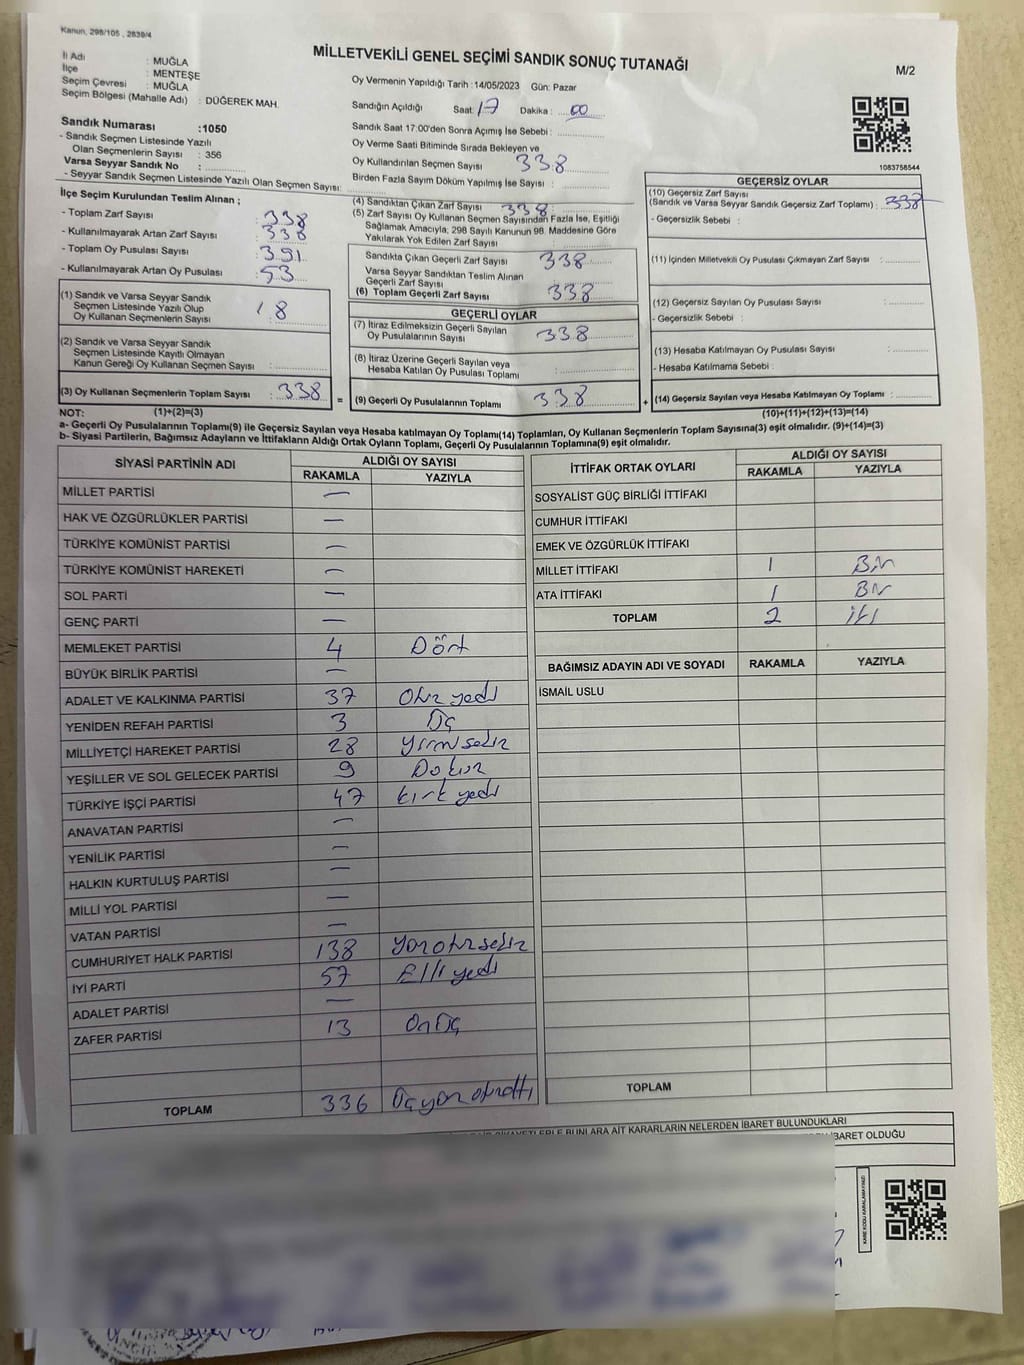 Kanun, 298/105 , 2839/4
MİLLETVEKİLİ GENEL SEÇİMİ SANDIK SONUÇ TUTANAĞI
M/2
İl Adı : MUĞLA
İlçe : MENTEŞE
Seçim Çevresi : MUĞLA
Seçim Bölgesi (Mahalle Adı) : DÜĞEREK MAH.
Sandık Numarası :1050
- Sandık Seçmen Listesinde Yazılı
Olan Seçmenlerin Sayısı : 356
Varsa Seyyar Sandık No :
- Seyyar Sandık Seçmen Listesinde Yazılı Olan Seçmen Sayısı:
Oy Vermenin Yapıldığı Tarih :14/05/2023 Gün: Pazar
Sandığın Açıldığı Saat: 17 Dakika : 00
Sandık Saat 17:00'den Sonra Açımış İse Sebebi :
Oy Verme Saati Bitiminde Sırada Bekleyen ve
Oy Kullandırılan Seçmen Sayısı 338
Birden Fazla Sayım Döküm Yapılmış İse Sayısı :
1083758544
İlçe Seçim Kurulundan Teslim Alınan ;
- Toplam Zarf Sayısı : 338
- Kullanılmayarak Artan Zarf Sayısı : 338
- Toplam Oy Pusulası Sayısı : 391
- Kullanılmayarak Artan Oy Pusulası : 53
(1) Sandık ve Varsa Seyyar Sandık
Seçmen Listesinde Yazılı Olup
Oy Kullanan Seçmenlerin Sayısı : 18
(2) Sandık ve Varsa Seyyar Sandık
Seçmen Listesinde Kayıtlı Olmayan
Kanun Gereği Oy Kullanan Seçmen Sayısı :
(3) Oy Kullanan Seçmenlerin Toplam Sayısı : 338
(4) Sandıktan Çıkan Zarf Sayısı : 338
(5) Zarf Sayısı Oy Kullanan Seçmen Sayısından Fazla İse, Eşitliği
Sağlamak Amacıyla, 298 Sayılı Kanunun 98. Maddesine Göre
Yakılarak Yok Edilen Zarf Sayısı :
Sandıkta Çıkan Geçerli Zarf Sayısı 338
Varsa Seyyar Sandıktan Teslim Alınan
Geçerli Zarf Sayısı
(6) Toplam Geçerli Zarf Sayısı 338
GEÇERLİ OYLAR
(7) İtiraz Edilmeksizin Geçerli Sayılan
Oy Pusulalarının Sayısı : 338
(8) İtiraz Üzerine Geçerli Sayılan veya
Hesaba Katılan Oy Pusulası Toplamı :
= (9) Geçerli Oy Pusulalarının Toplamı 338
GEÇERSİZ OYLAR
(10) Geçersiz Zarf Sayısı
(Sandık ve Varsa Seyyar Sandık Geçersiz Zarf Toplamı) : 338
- Geçersizlik Sebebi :
(11) İçinden Milletvekili Oy Pusulası Çıkmayan Zarf Sayısı :
(12) Geçersiz Sayılan Oy Pusulası Sayısı :
- Geçersizlik Sebebi :
(13) Hesaba Katılmayan Oy Pusulası Sayısı :
- Hesaba Katılmama Sebebi :
+ (14) Geçersiz Sayılan veya Hesaba Katılmayan Oy Toplamı :
NOT: (1)+(2)=(3)
(10)+(11)+(12)+(13)=(14)
a- Geçerli Oy Pusulalarının Toplamı(9) ile Geçersiz Sayılan veya Hesaba katılmayan Oy Toplamı(14) Toplamları, Oy Kullanan Seçmenlerin Toplam Sayısına(3) eşit olmalıdır. (9)+(14)=(3)
b- Siyasi Partilerin, Bağımsız Adayların ve İttifakların Aldığı Ortak Oyların Toplamı, Geçerli Oy Pusulalarının Toplamına(9) eşit olmalıdır.
SİYASİ PARTİNİN ADI ALDIĞI OY SAYISI
RAKAMLA YAZIYLA
MİLLET PARTİSİ —
HAK VE ÖZGÜRLÜKLER PARTİSİ —
TÜRKİYE KOMÜNİST PARTİSİ —
TÜRKİYE KOMÜNİST HAREKETİ —
SOL PARTİ —
GENÇ PARTİ —
MEMLEKET PARTİSİ 4 Dört
BÜYÜK BİRLİK PARTİSİ —
ADALET VE KALKINMA PARTİSİ 37 Otuz yedi
YENİDEN REFAH PARTİSİ 3 Üç
MİLLİYETÇİ HAREKET PARTİSİ 28 Yirmi sekiz
YEŞİLLER VE SOL GELECEK PARTİSİ 9 Dokuz
TÜRKİYE İŞÇİ PARTİSİ 47 kırk yedi
ANAVATAN PARTİSİ —
YENİLİK PARTİSİ —
HALKIN KURTULUŞ PARTİSİ —
MİLLİ YOL PARTİSİ —
VATAN PARTİSİ —
CUMHURİYET HALK PARTİSİ 138 Yüz otuz sekiz
İYİ PARTİ 57 Elli yedi
ADALET PARTİSİ —
ZAFER PARTİSİ 13 On Üç
TOPLAM 336 Üç yüz otuz altı
İTTİFAK ORTAK OYLARI ALDIĞI OY SAYISI
RAKAMLA YAZIYLA
SOSYALİST GÜÇ BİRLİĞİ İTTİFAKI
CUMHUR İTTİFAKI
EMEK VE ÖZGÜRLÜK İTTİFAKI
MİLLET İTTİFAKI 1 Bir
ATA İTTİFAKI 1 Bir
TOPLAM 2 iki
BAĞIMSIZ ADAYIN ADI VE SOYADI RAKAMLA YAZIYLA
İSMAİL USLU
TOPLAM
BUNLARA AİT KARARLARIN NELERDEN İBARET BULUNDUKLARI
İBARET OLDUĞU
KARE KODU KARALAMAYINIZ!